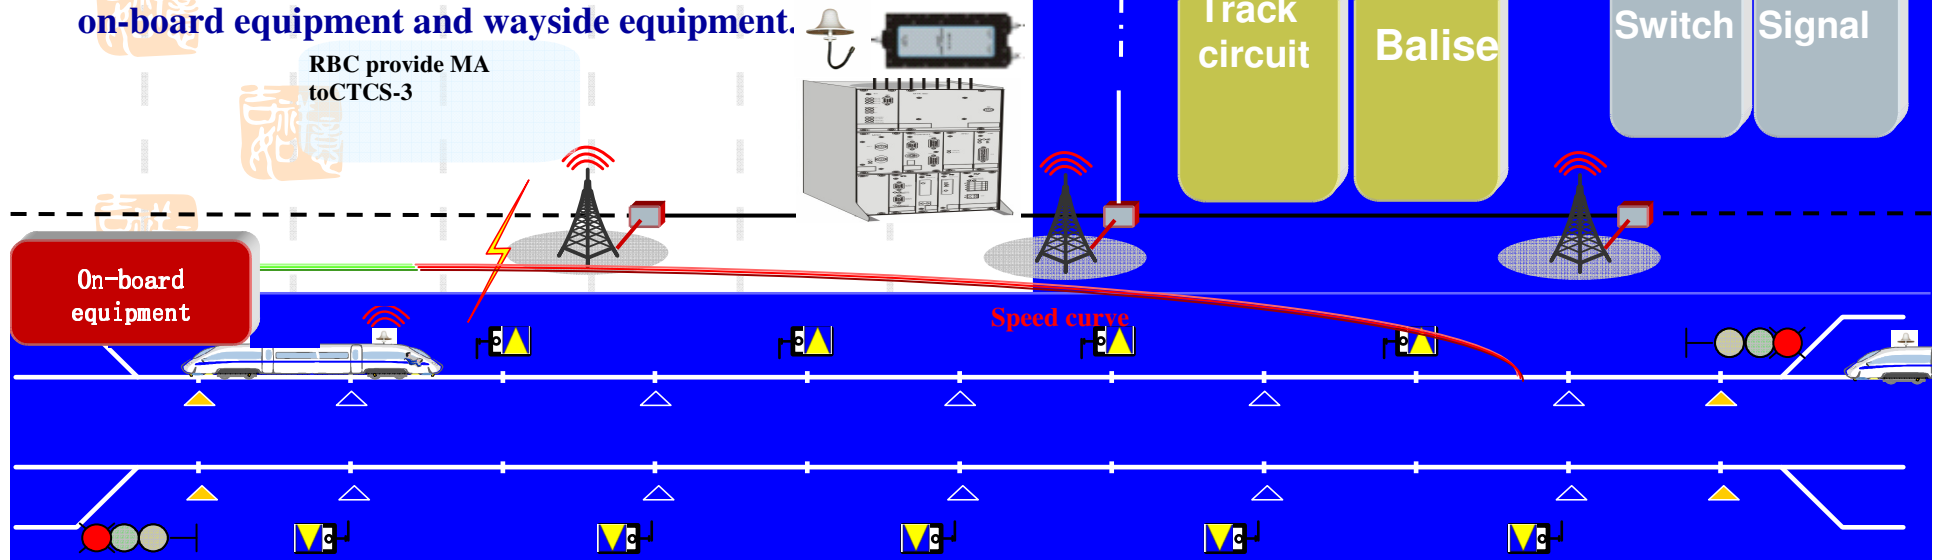 on-board equipment and wayside equipment.
RBC provide MA
toCTCS-3
Track
circuit
Balise
Switch
Signal
On-board
equipment
Speed curve